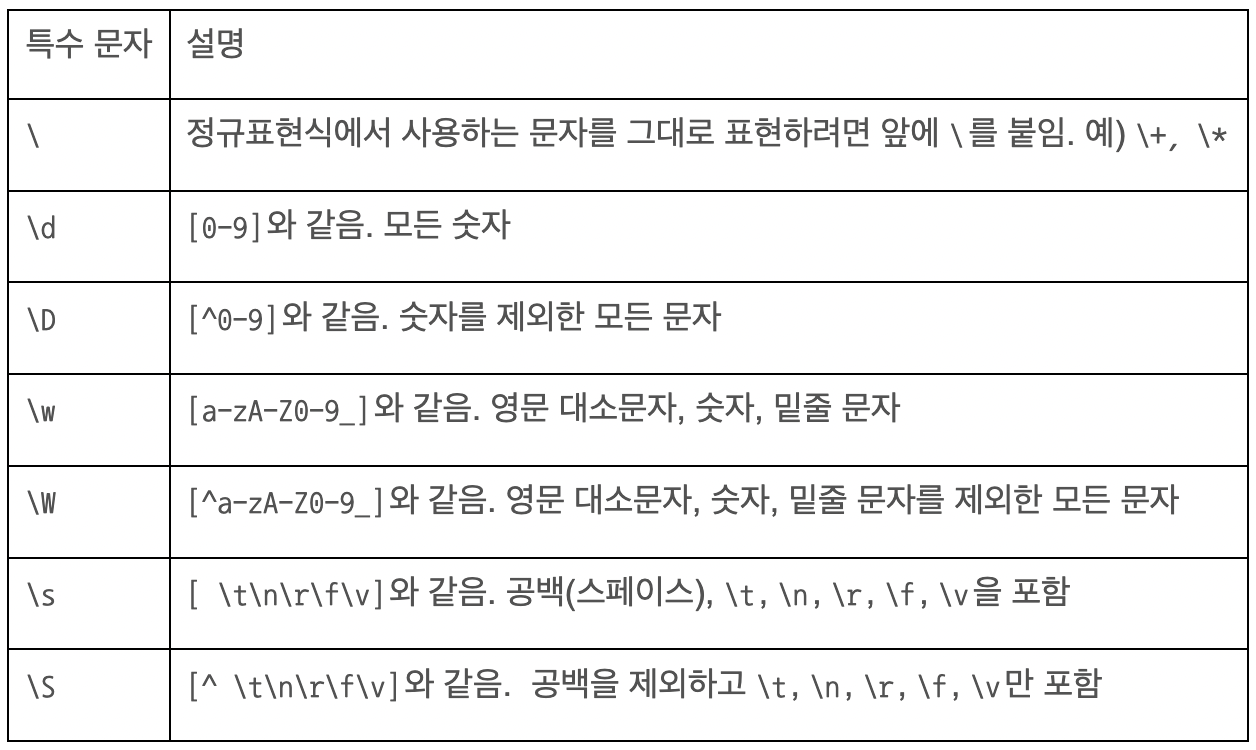 특수 문자 설명
\ 정규표현식에서 사용하는 문자를 그대로 표현하려면 앞에 \를 붙임. 예) \+, \*
\d [0-9]와 같음. 모든 숫자
\D [^0-9]와 같음. 숫자를 제외한 모든 문자
\w [a-zA-Z0-9_]와 같음. 영문 대소문자, 숫자, 밑줄 문자
\W [^a-zA-Z0-9_]와 같음. 영문 대소문자, 숫자, 밑줄 문자를 제외한 모든 문자
\s [ \t\n\r\f\v]와 같음. 공백(스페이스), \t, \n, \r, \f, \v을 포함
\S [^ \t\n\r\f\v]와 같음. 공백을 제외하고 \t, \n, \r, \f, \v만 포함